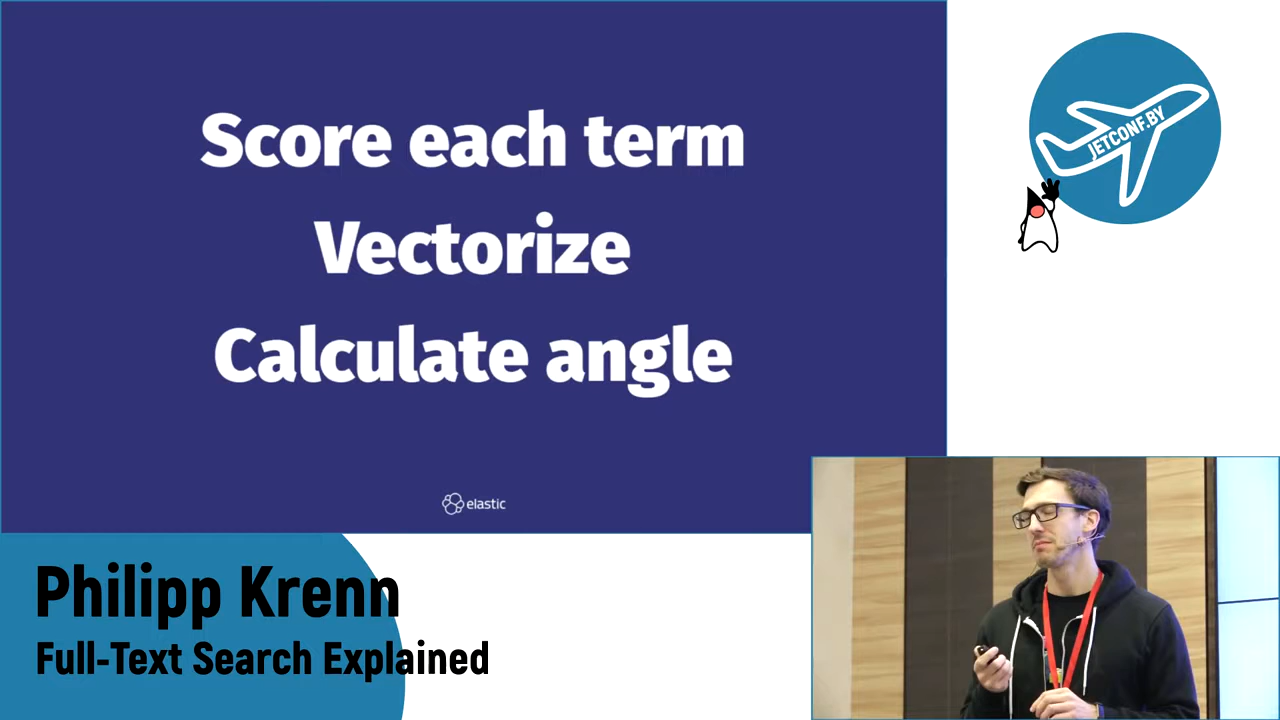 Score each term
Vectorize
Calculate angle
elastic
JETCONF.BY
Philipp Krenn
Full-Text Search Explained